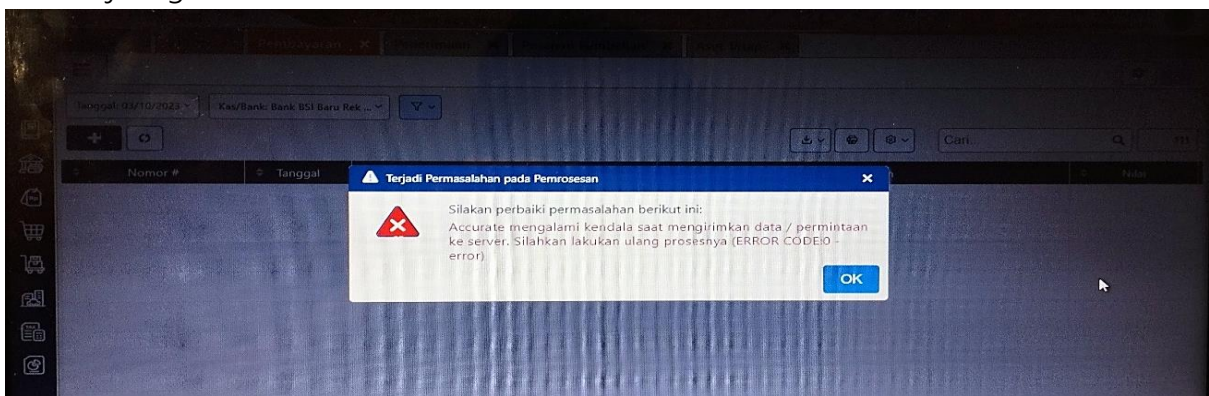 Pembayaran
Penerimaan
Tanggal: 03/10/2023
Kas/Bank: Bank BSI Baru Rek ...
Cari...
Nomor #
Tanggal
Nilai
Terjadi Permasalahan pada Pemrosesan
Silakan perbaiki permasalahan berikut ini:
Accurate mengalami kendala saat mengirimkan data / permintaan
ke server. Silahkan lakukan ulang prosesnya (ERROR CODE:0 -
error)
OK